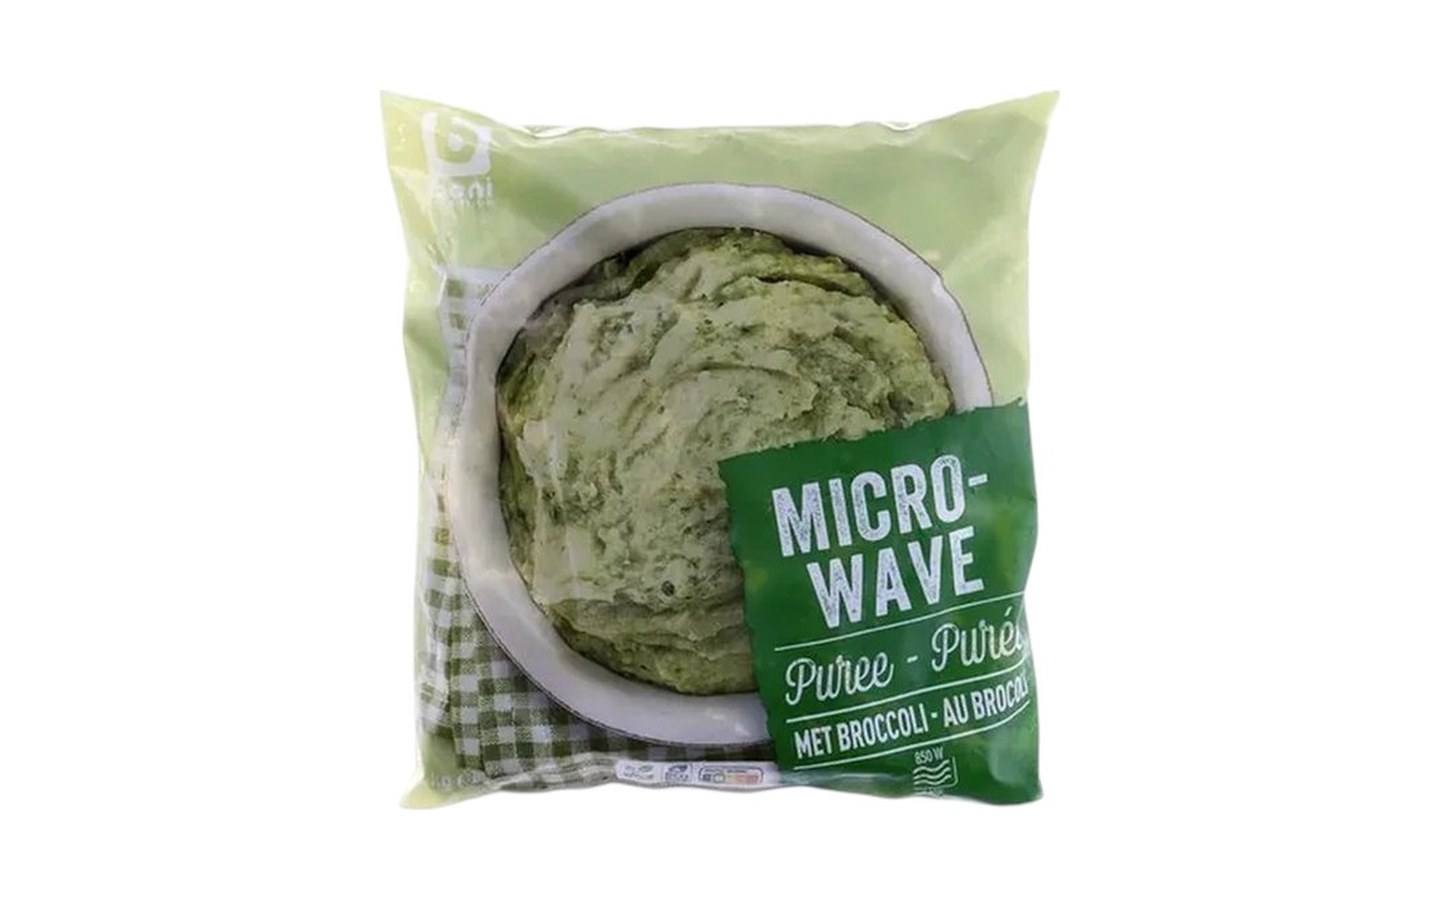 boni
MICRO-
WAVE
Puree - Purée
MET BROCCOLI - AU BROCOLI
850 W